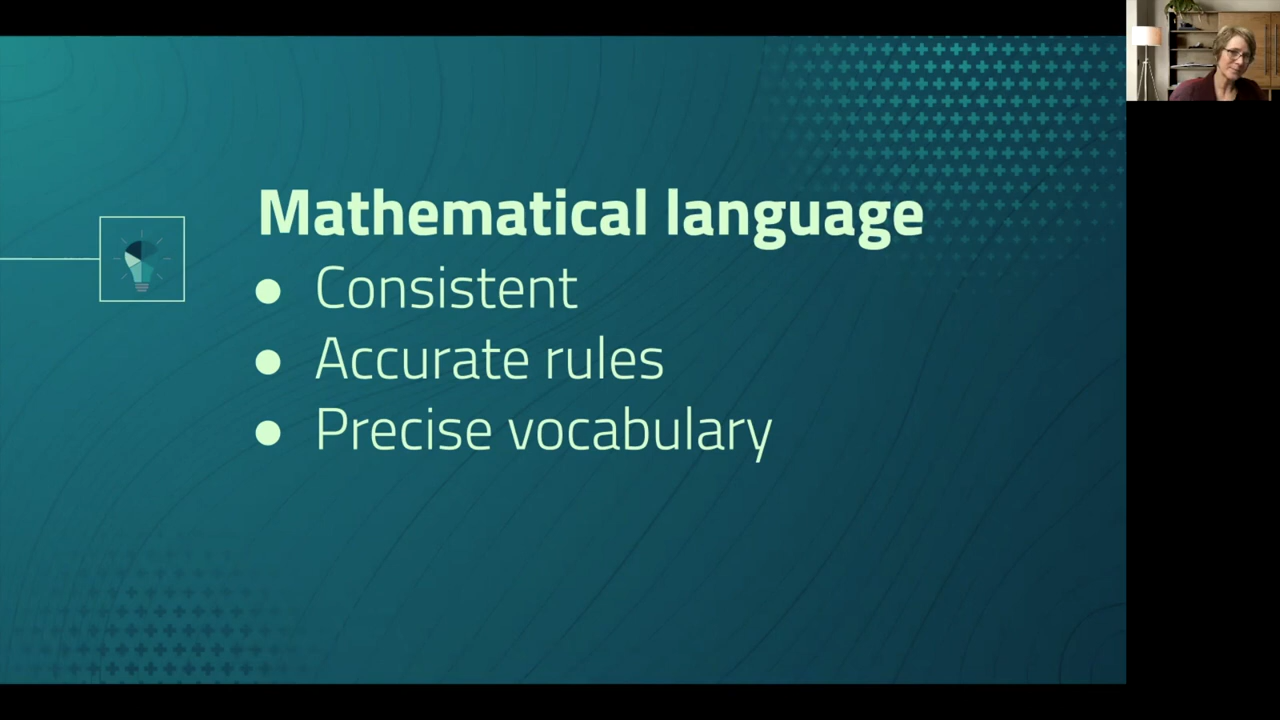 Mathematical language
● Consistent
● Accurate rules
● Precise vocabulary